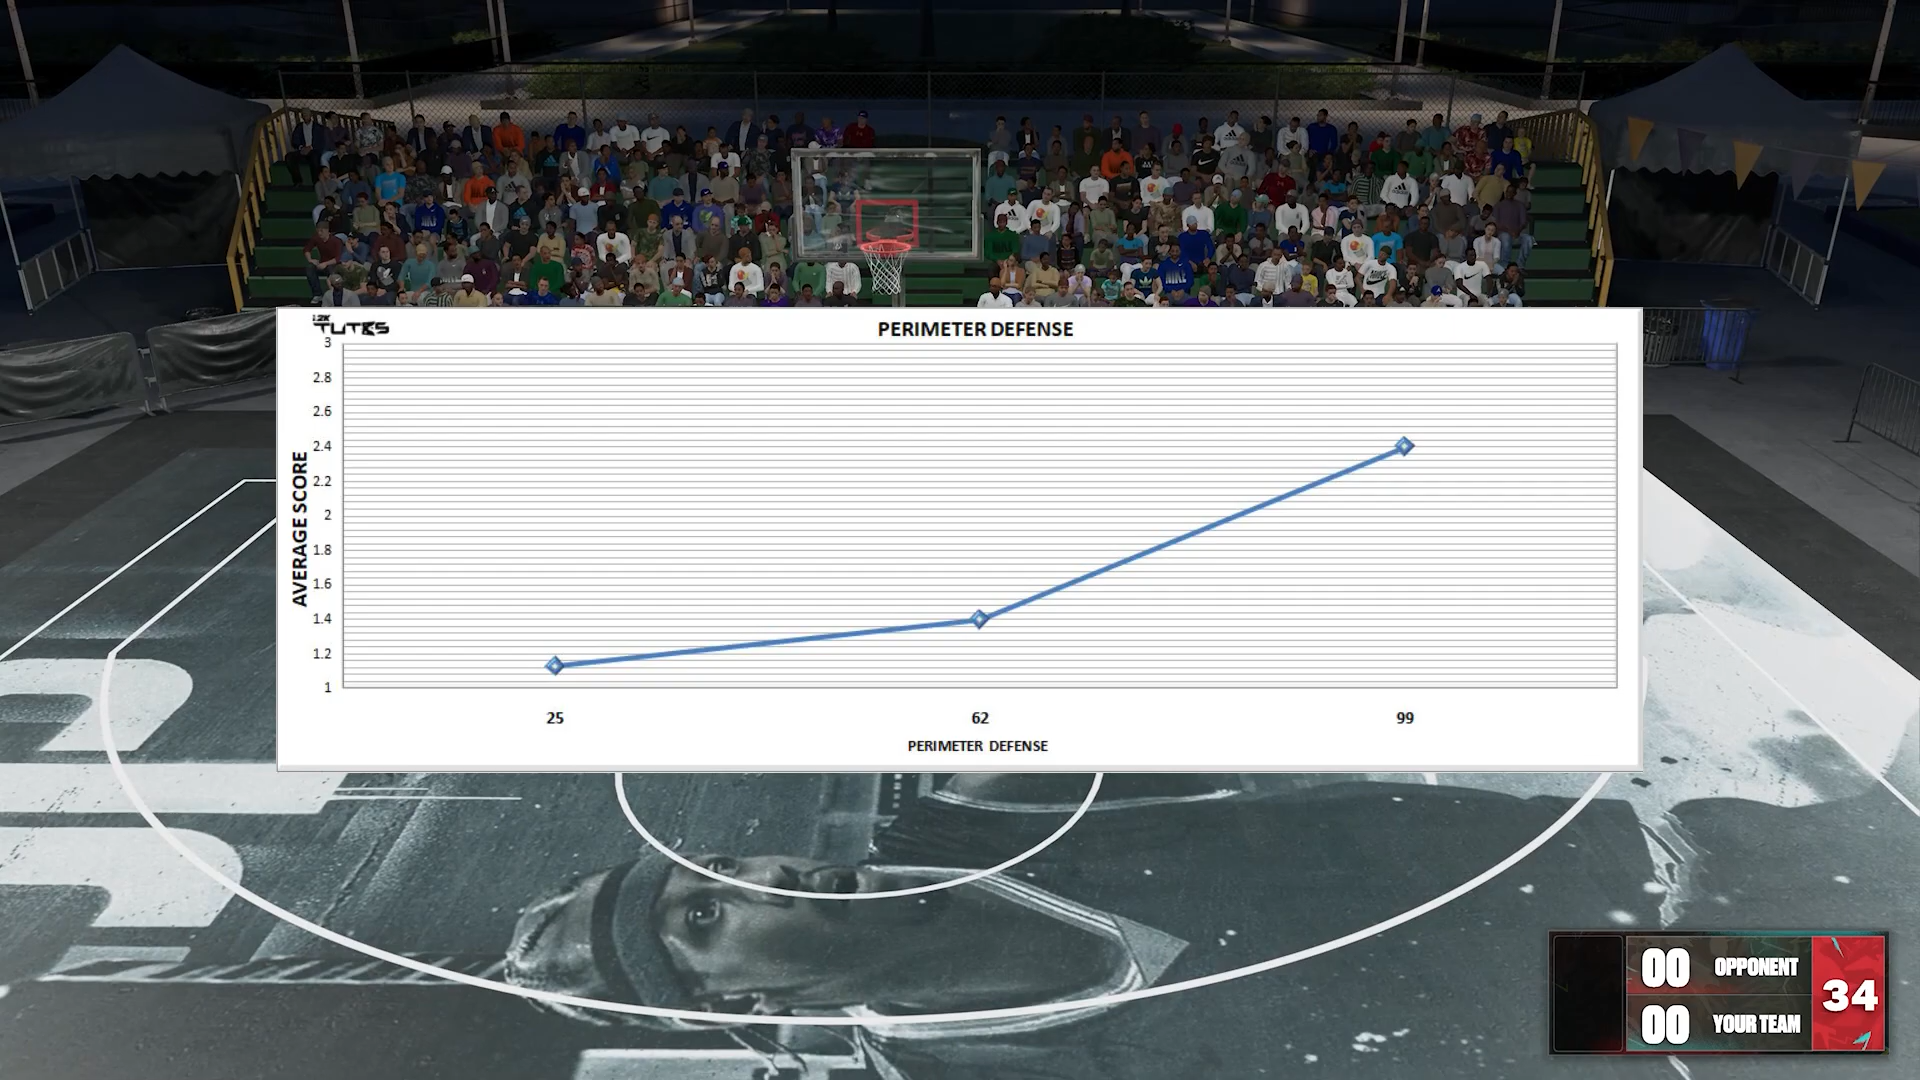 i2K
TUTES
PERIMETER DEFENSE
3
2.8
2.6
2.4
2.2
2
1.8
1.6
1.4
1.2
1
AVERAGE SCORE
25 62 99
PERIMETER DEFENSE
00 OPPONENT
00 YOUR TEAM
34